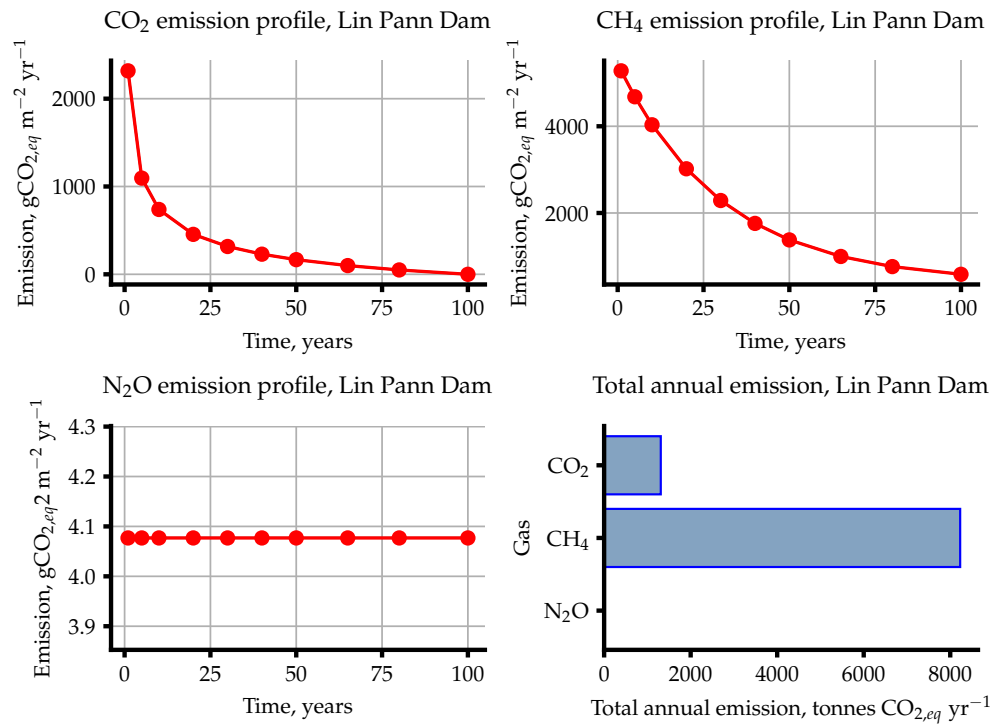 CO₂ emission profile, Lin Pann Dam
Emission, gCO₂,eq m⁻² yr⁻¹
2000
1000
0
0 25 50 75 100
Time, years
CH₄ emission profile, Lin Pann Dam
Emission, gCO₂,eq m⁻² yr⁻¹
4000
2000
0 25 50 75 100
Time, years
N₂O emission profile, Lin Pann Dam
Emission, gCO₂,eq2 m⁻² yr⁻¹
4.3
4.2
4.1
4.0
3.9
0 25 50 75 100
Time, years
Total annual emission, Lin Pann Dam
Gas
CO₂
CH₄
N₂O
0 2000 4000 6000 8000
Total annual emission, tonnes CO₂,eq yr⁻¹